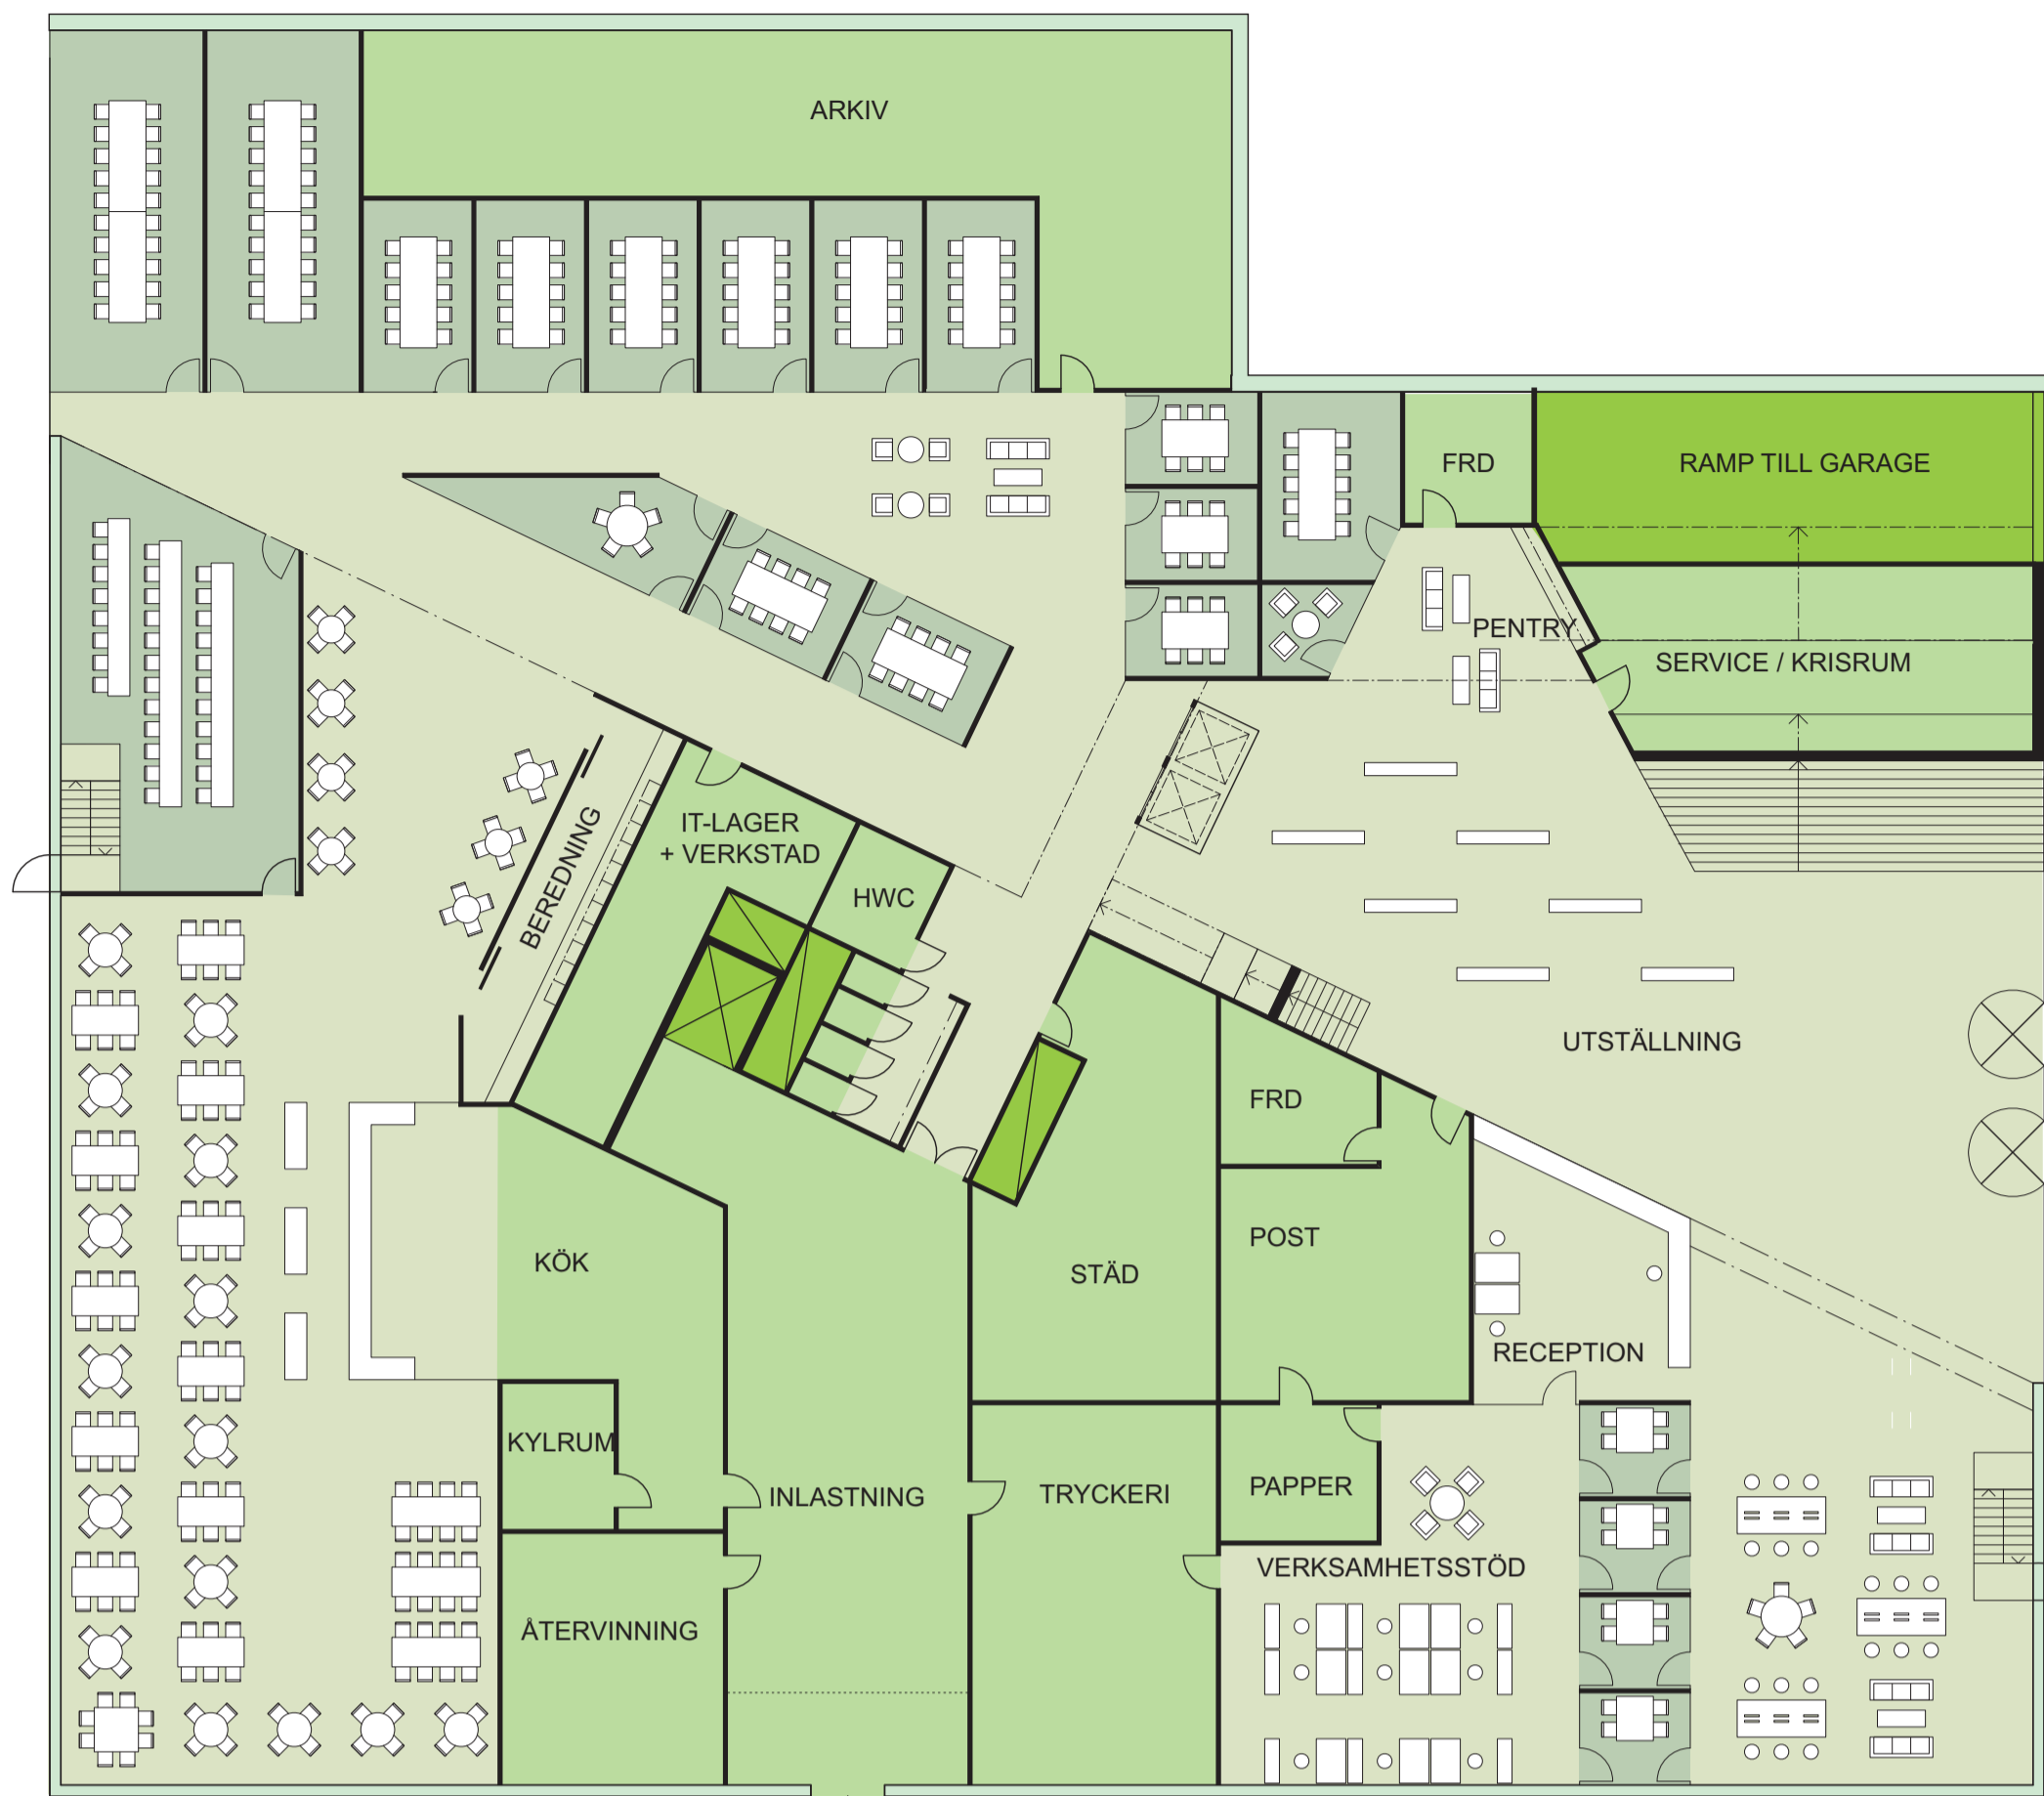 ARKIV
FRD
RAMP TILL GARAGE
PENTRY
SERVICE / KRISRUM
IT-LAGER
+ VERKSTAD
BEREDNING
HWC
UTSTÄLLNING
FRD
POST
KÖK
STÄD
RECEPTION
KYLRUM
INLASTNING
TRYCKERI
PAPPER
VERKSAMHETSSTÖD
ÅTERVINNING